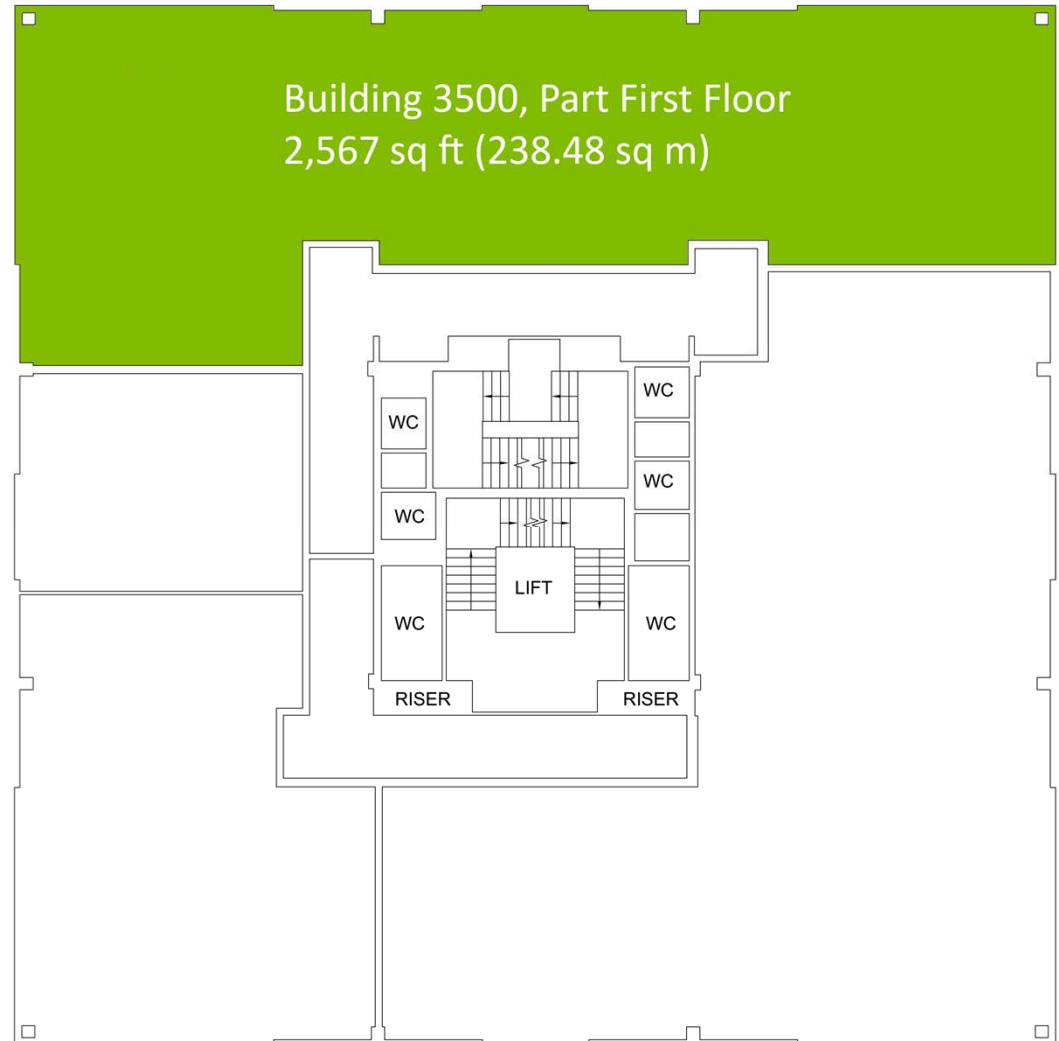 Building 3500, Part First Floor
2,567 sq ft (238.48 sq m)
WC
WC
WC
WC
LIFT
WC
WC
RISER
RISER